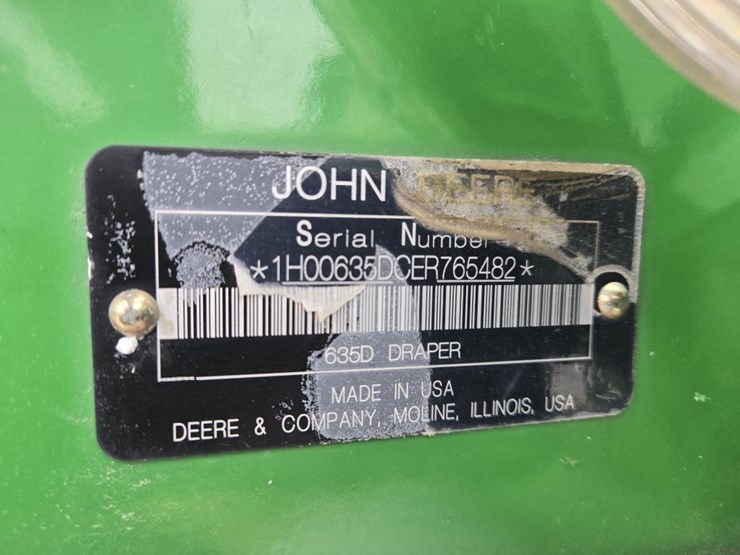 JOHN DEERE
Serial Number
*1H00635DCER765482*
635D DRAPER
MADE IN USA
DEERE & COMPANY, MOLINE, ILLINOIS, USA